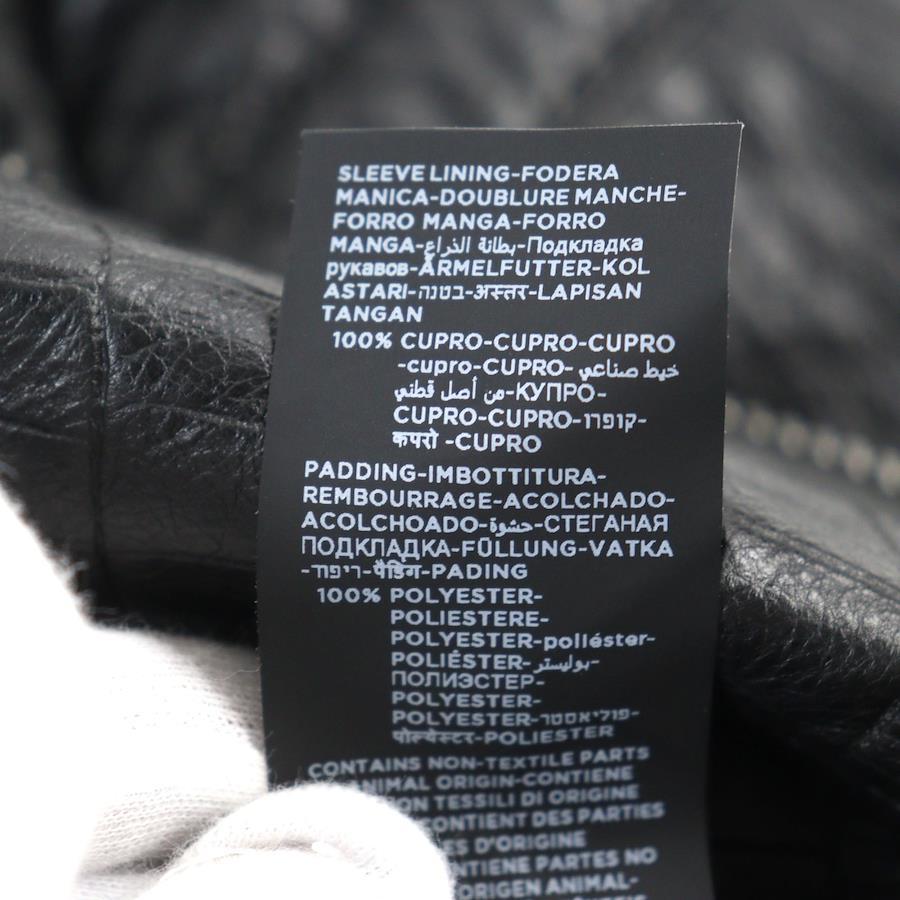 SLEEVE LINING-FODERA
MANICA-DOUBLURE MANCHE-
FORRO MANGA-FORRO
MANGA-بطانة الذراع-Подкладка
рукавов-ÄRMELFUTTER-KOL
ASTARI-בטנה-अस्तर-LAPISAN
TANGAN
100% CUPRO-CUPRO-CUPRO
-cupro-CUPRO-خيط صناعي
من أصل قطني-КУПРО-
CUPRO-CUPRO-קופרו-
कपरो -CUPRO
PADDING-IMBOTTITURA-
REMBOURRAGE-ACOLCHADO-
ACOLCHOADO-حشوة-СТЕГАНАЯ
ПОДКЛАДКА-FÜLLUNG-VATKA
-ריפוד-पैडिंग-PADING
100% POLYESTER-
POLIESTERE-
POLYESTER-poliéster-
POLIÉSTER-بوليستر-
ПОЛИЭСТЕР-
POLYESTER-
POLYESTER-פוליאסטר-
पोल्येस्टर-POLIESTER
CONTAINS NON-TEXTILE PARTS
ANIMAL ORIGIN-CONTIENE
NON TESSILI DI ORIGINE
CONTIENT DES PARTIES
D'ORIGINE
CONTIENE PARTES NO
ORIGEN ANIMAL-